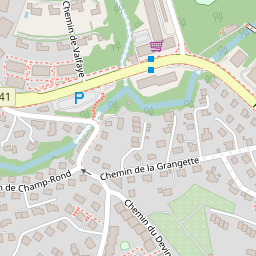 Chemin
de Valfaye
41
P
Chemin de la Grangette
n de Champ-Rond
Chemin du Devin